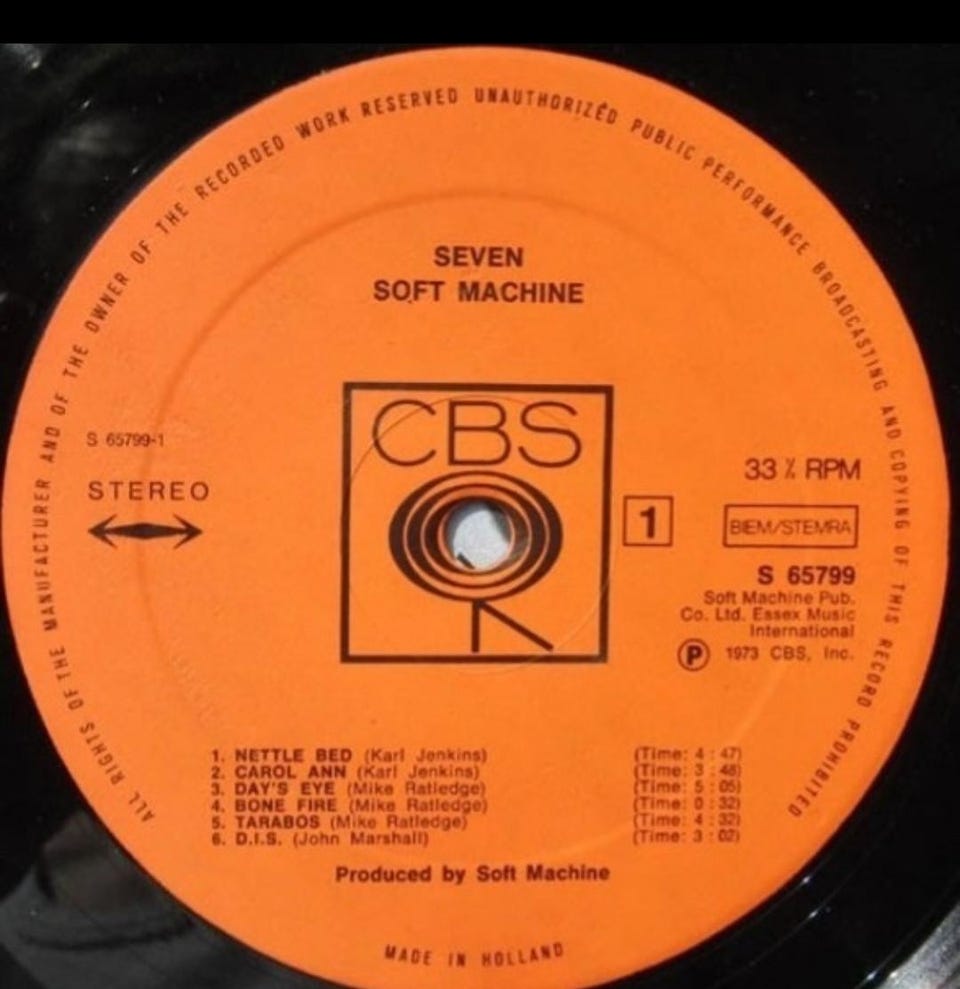 ALL RIGHTS OF THE MANUFACTURER AND OF THE OWNER OF THE RECORDED WORK RESERVED UNAUTHORIZED PUBLIC PERFORMANCE BROADCASTING AND COPYING OF THIS RECORD PROHIBITED
SEVEN
SOFT MACHINE
CBS
S 65799-1
STEREO
1
33 ⅓ RPM
BIEM/STEMRA
S 65799
Soft Machine Pub.
Co. Ltd. Essex Music
International
Ⓟ 1973 CBS, Inc.
1. NETTLE BED (Karl Jenkins) (Time: 4 : 47)
2. CAROL ANN (Karl Jenkins) (Time: 3 : 48)
3. DAY'S EYE (Mike Ratledge) (Time: 5 : 05)
4. BONE FIRE (Mike Ratledge) (Time: 0 : 32)
5. TARABOS (Mike Ratledge) (Time: 4 : 32)
6. D.I.S. (John Marshall) (Time: 3 : 02)
Produced by Soft Machine
MADE IN HOLLAND